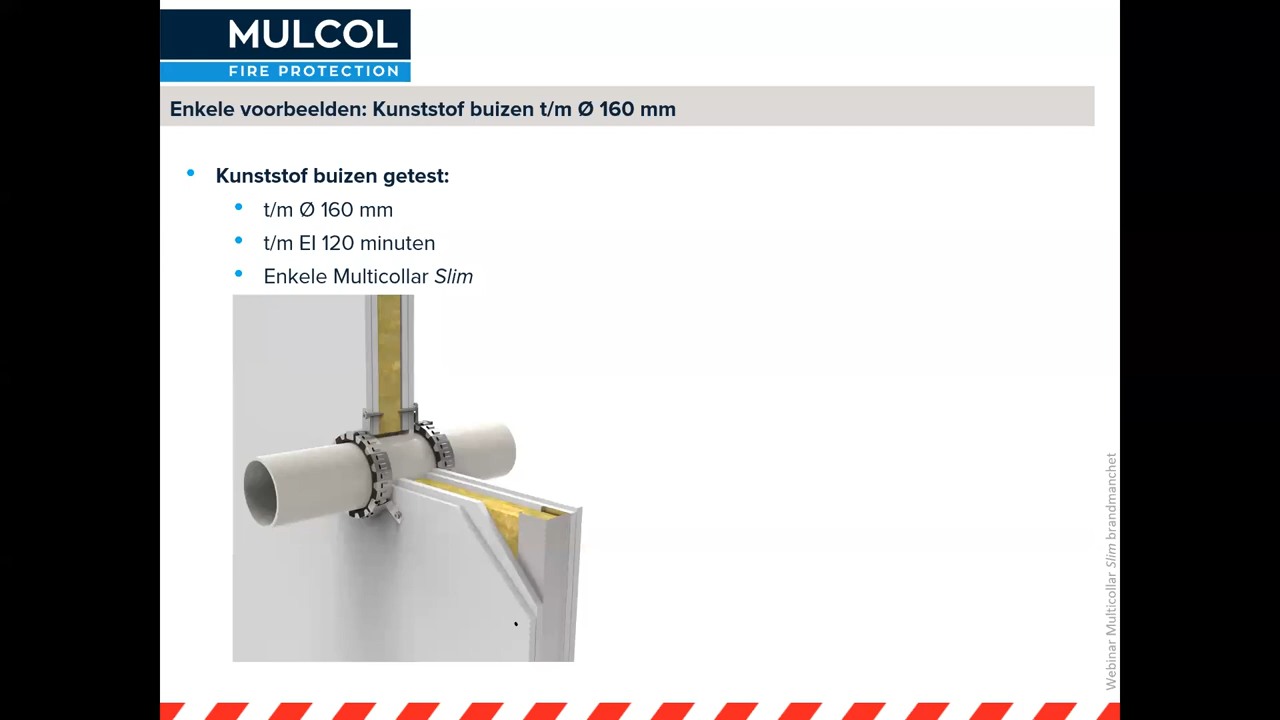 MULCOL
FIRE PROTECTION
Enkele voorbeelden: Kunststof buizen t/m Ø 160 mm
Kunststof buizen getest:
t/m Ø 160 mm
t/m EI 120 minuten
Enkele Multicollar Slim
Webinar Multicollar Slim brandmanchet